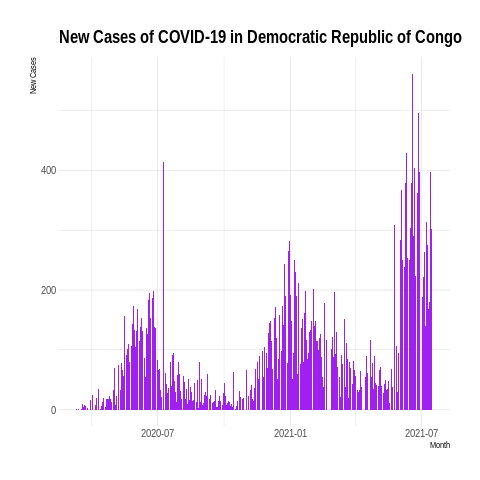 New Cases of COVID-19 in Democratic Republic of Congo
New Cases
400
200
0
2020-07
2021-01
2021-07
Month